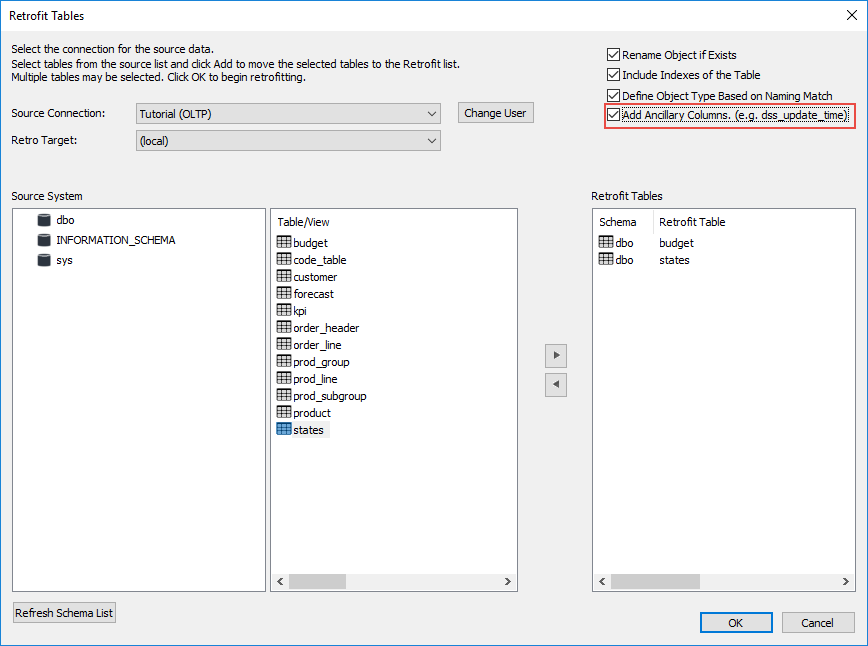 Retrofit Tables
Select the connection for the source data.
Select tables from the source list and click Add to move the selected tables to the Retrofit list.
Multiple tables may be selected. Click OK to begin retrofitting.
Rename Object if Exists
Include Indexes of the Table
Define Object Type Based on Naming Match
Add Ancillary Columns. (e.g. dss_update_time)
Source Connection:
Tutorial (OLTP)
Change User
Retro Target:
(local)
Source System
dbo
INFORMATION_SCHEMA
sys
Table/View
budget
code_table
customer
forecast
kpi
order_header
order_line
prod_group
prod_line
prod_subgroup
product
states
Retrofit Tables
Schema Retrofit Table
dbo budget
dbo states
Refresh Schema List
OK
Cancel